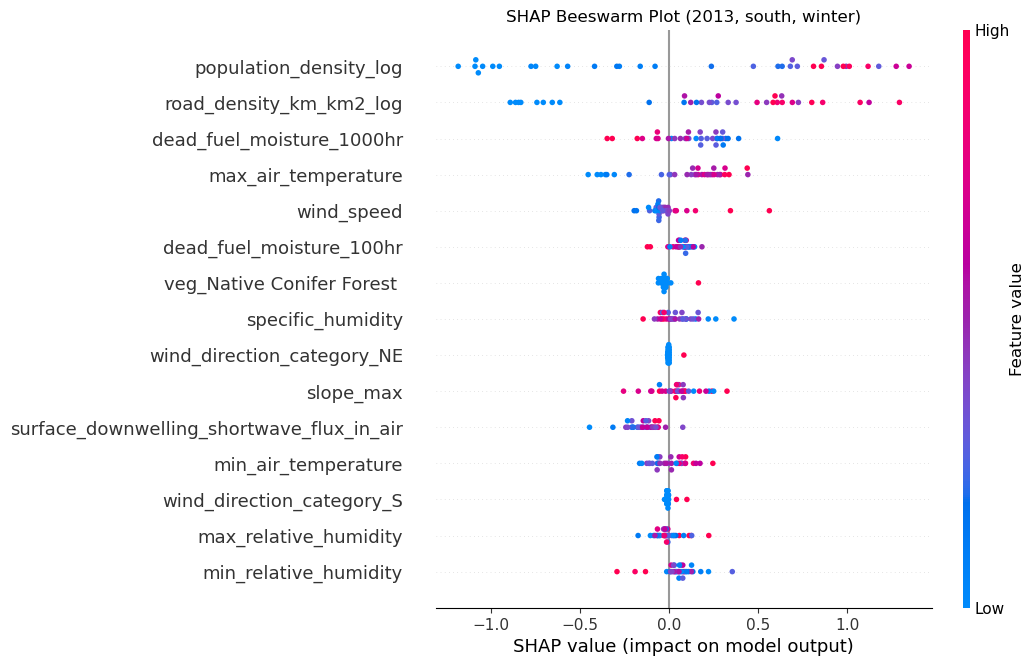 SHAP Beeswarm Plot (2013, south, winter)
population_density_log
road_density_km_km2_log
dead_fuel_moisture_1000hr
max_air_temperature
wind_speed
dead_fuel_moisture_100hr
veg_Native Conifer Forest
specific_humidity
wind_direction_category_NE
slope_max
surface_downwelling_shortwave_flux_in_air
min_air_temperature
wind_direction_category_S
max_relative_humidity
min_relative_humidity
−1.0 −0.5 0.0 0.5 1.0
SHAP value (impact on model output)
High
Feature value
Low